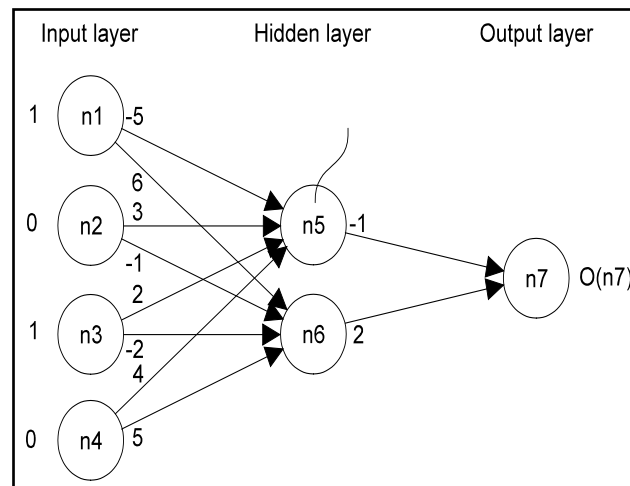 Input layer Hidden layer Output layer
1 n1 -5
6
0 n2 3
-1
n5 -1
2
1 n3 -2
4
n6 2
n7 O(n7)
0 n4 5